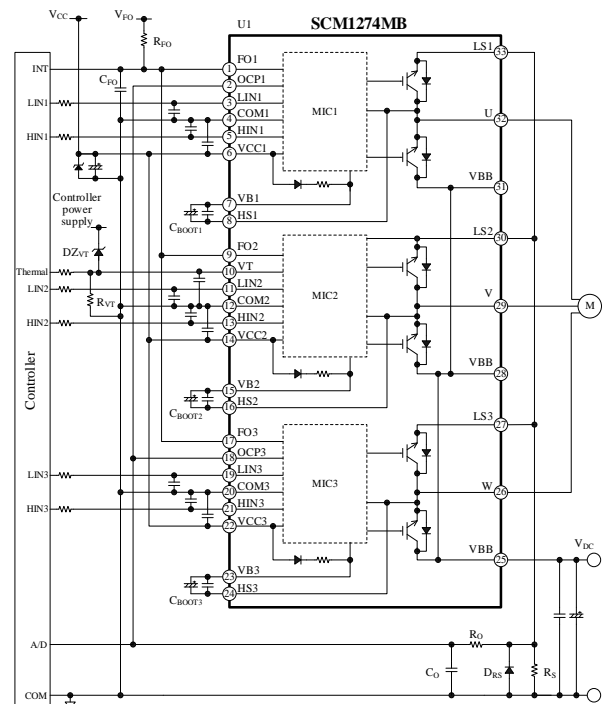 VCC
VFO
U1
SCM1274MB
RFO
LS1
33
INT
1
FO1
CFO
2
OCP1
MIC1
LIN1
3
LIN1
4
COM1
U
32
HIN1
5
HIN1
6
VCC1
VBB
31
Controller
power
supply
7
VB1
CBOOT1
8
HS1
LS2
30
9
FO2
DZVT
Thermal
10
VT
LIN2
11
LIN2
MIC2
RVT
12
COM2
V
29
M
HIN2
13
HIN2
14
VCC2
VBB
28
Controller
15
VB2
CBOOT2
16
HS2
LS3
27
17
FO3
18
OCP3
LIN3
19
LIN3
MIC3
20
COM3
W
26
HIN3
21
HIN3
22
VCC3
VBB
25
VDC
23
VB3
CBOOT3
24
HS3
A/D
RO
CO
DRS
RS
COM